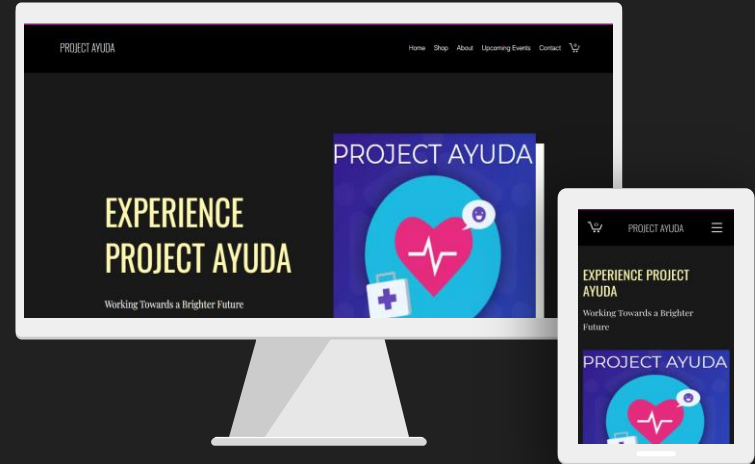 PROJECT AYUDA
Home Shop About Upcoming Events Contact
PROJECT AYUDA
EXPERIENCE
PROJECT AYUDA
Working Towards a Brighter Future
PROJECT AYUDA
EXPERIENCE PROJECT
AYUDA
Working Towards a Brighter
Future
PROJECT AYUDA